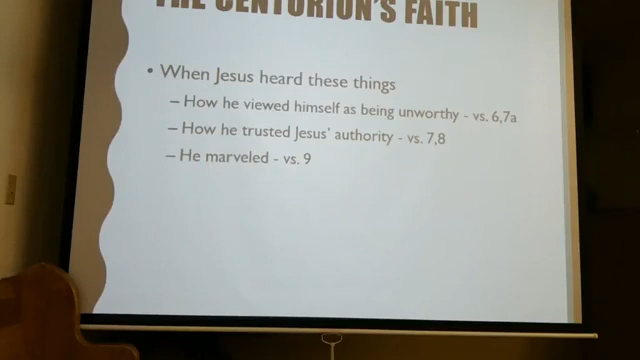 THE CENTURION'S FAITH
• When Jesus heard these things
– How he viewed himself as being unworthy - vs. 6,7a
– How he trusted Jesus' authority - vs. 7,8
– He marveled - vs. 9